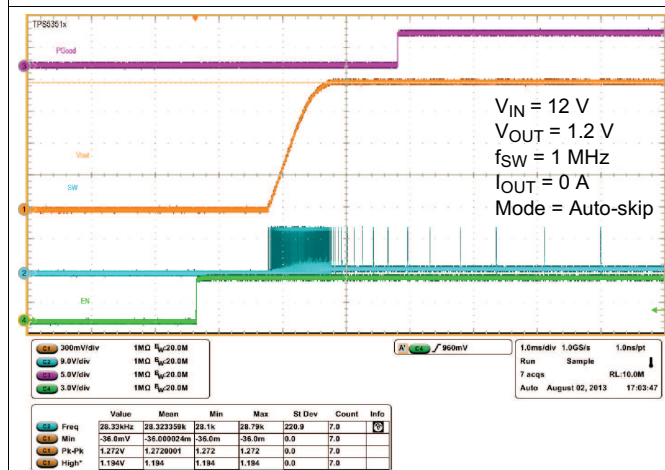 TPS5351x
PGood
3
VIN = 12 V
VOUT = 1.2 V
fSW = 1 MHz
IOUT = 0 A
Mode = Auto-skip
Vout
SW
1
2
EN
4
C1 300mV/div 1MΩ BW:20.0M
C2 9.0V/div 1MΩ BW:20.0M
C3 5.0V/div 1MΩ BW:20.0M
C4 3.0V/div 1MΩ BW:20.0M
A' C4 960mV
1.0ms/div 1.0GS/s 1.0ns/pt
Run Sample
7 acqs RL:10.0M
Auto August 02, 2013 17:03:47
Value Mean Min Max St Dev Count Info
C2 Freq 28.33kHz 28.323359k 28.1k 28.79k 220.9 7.0
C1 Min -36.0mV -36.000024m -36.0m -36.0m 0.0 7.0
C1 Pk-Pk 1.272V 1.2720001 1.272 1.272 0.0 7.0
C1 High* 1.194V 1.194 1.194 1.194 0.0 7.0